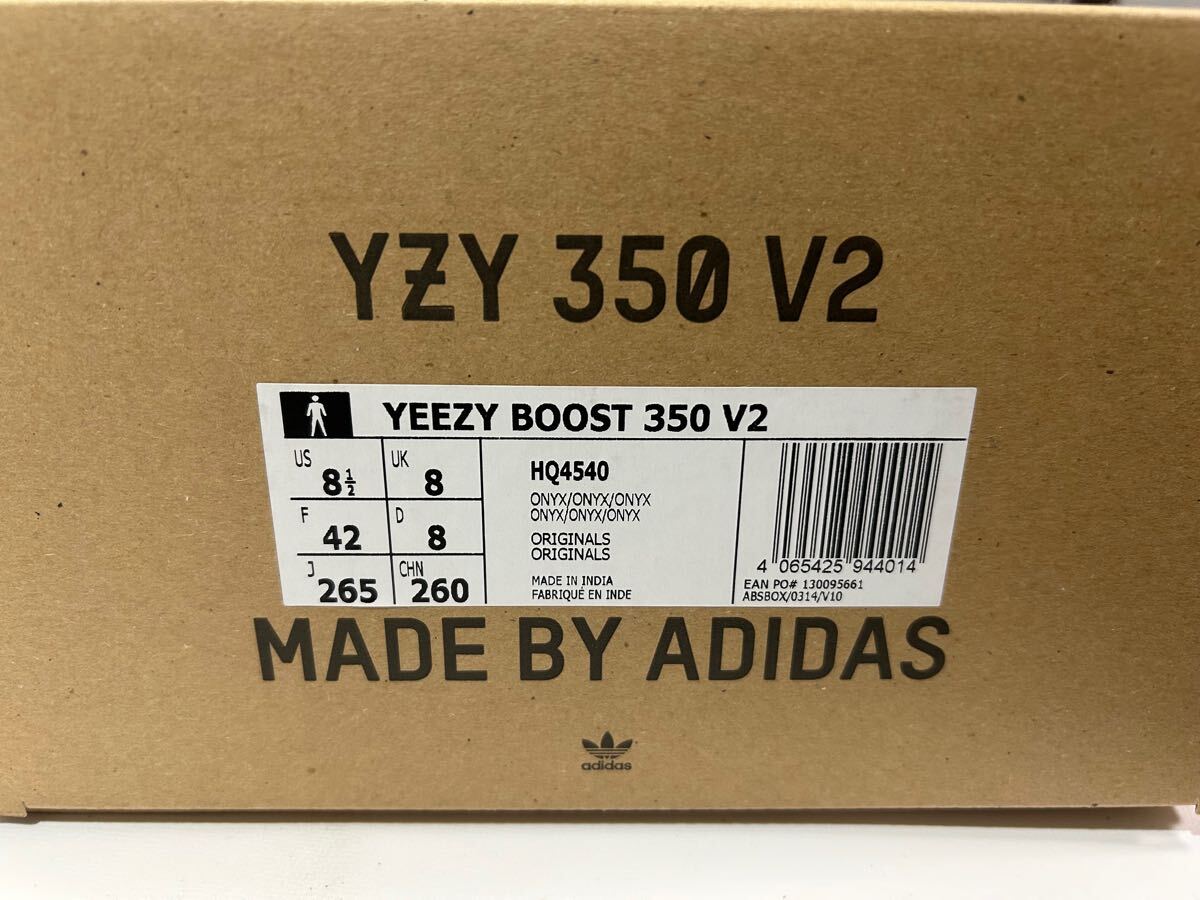 YZY 350 V2
YEEZY BOOST 350 V2
US 8½ UK 8
F 42 D 8
J 265 CHN 260
HQ4540
ONYX/ONYX/ONYX
ONYX/ONYX/ONYX
ORIGINALS
ORIGINALS
MADE IN INDIA
FABRIQUÉ EN INDE
4 065425 944014
EAN PO# 130095661
ABSBOX/0314/V10
MADE BY ADIDAS
adidas